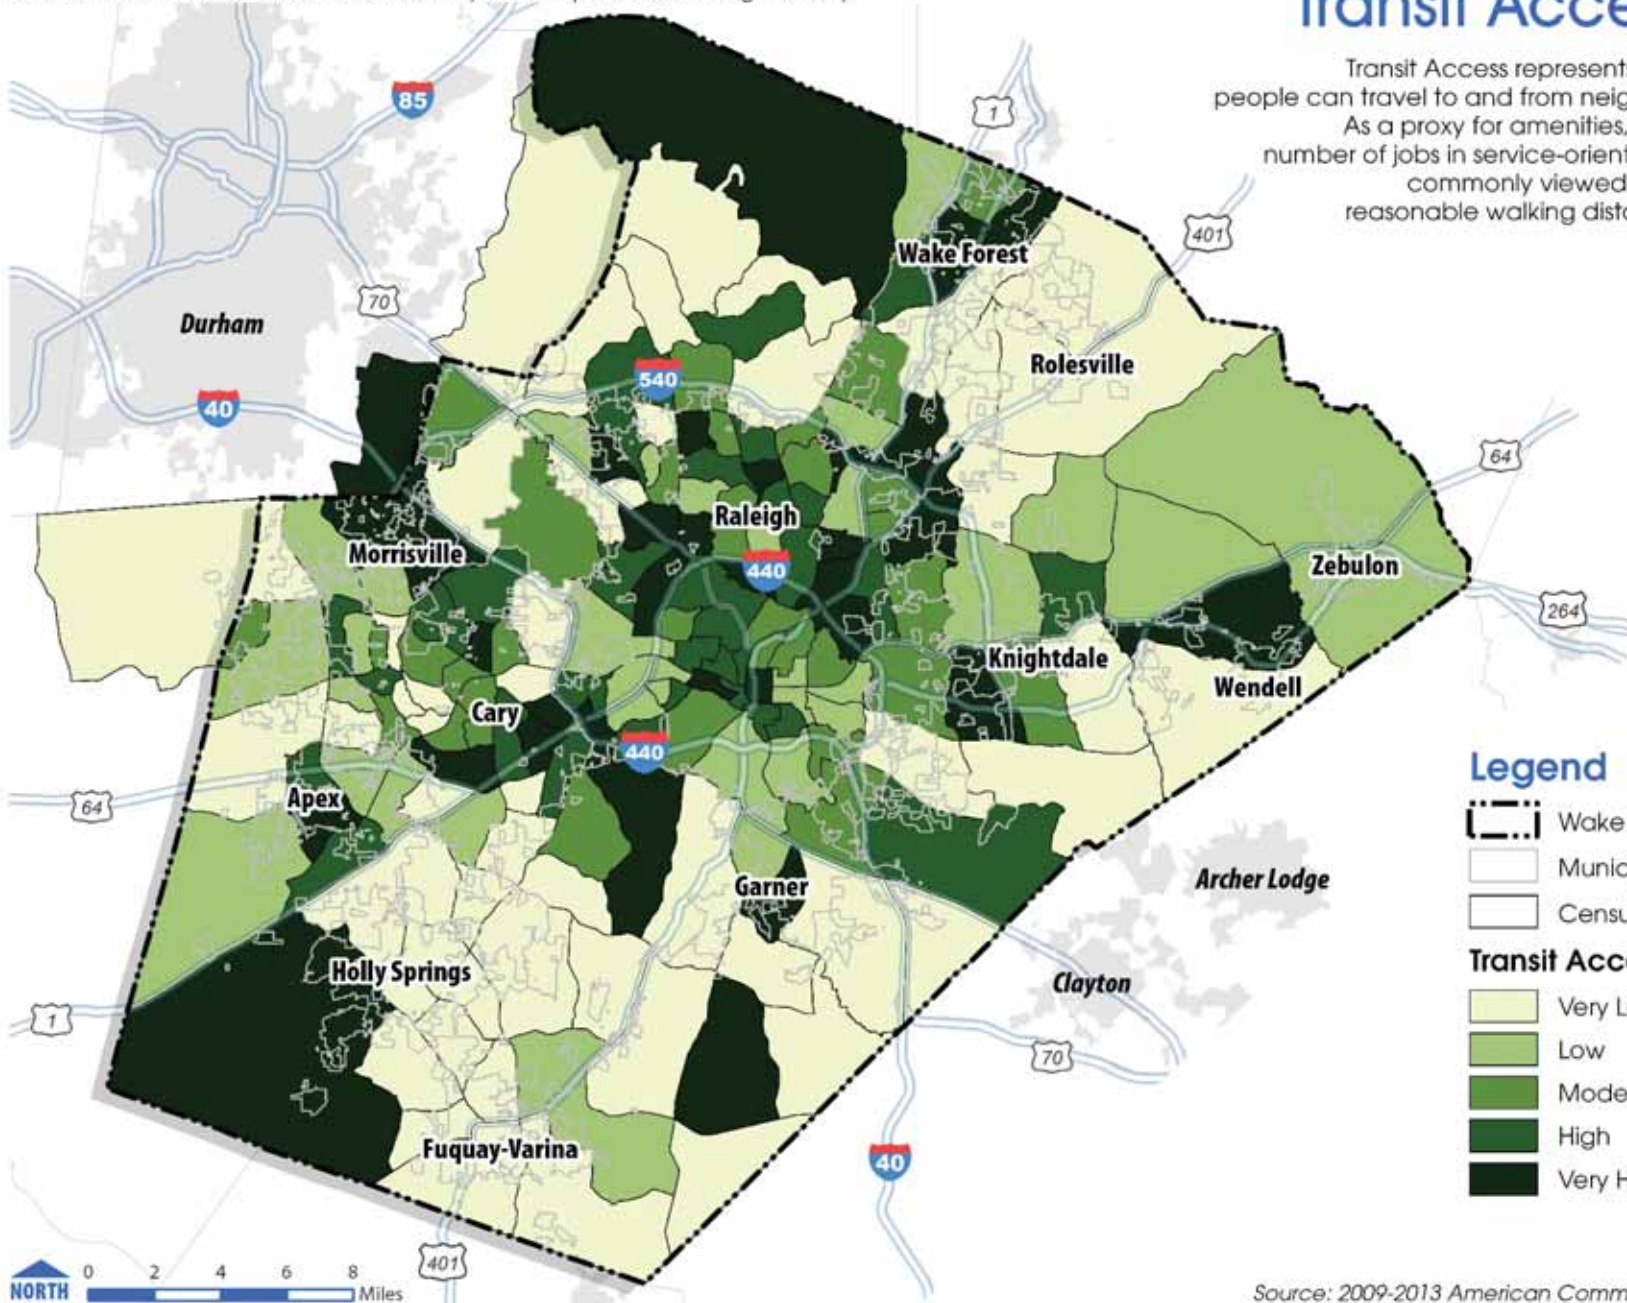 Transit Acce
Transit Access represent
people can travel to and from neig
As a proxy for amenities,
number of jobs in service-orient
commonly viewed
reasonable walking dist
85
1
401
Wake Forest
70
Durham
Rolesville
540
40
64
Raleigh
Morrisville
440
Zebulon
264
Knightdale
Wendell
Cary
440
Legend
Apex
64
Wake
Munic
Garner
Archer Lodge
Censu
Transit Acc
Holly Springs
Clayton
Very L
1
Low
70
Mode
High
Fuquay-Varina
40
Very H
401
NORTH
0 2 4 6 8
Miles
Source: 2009-2013 American Comm